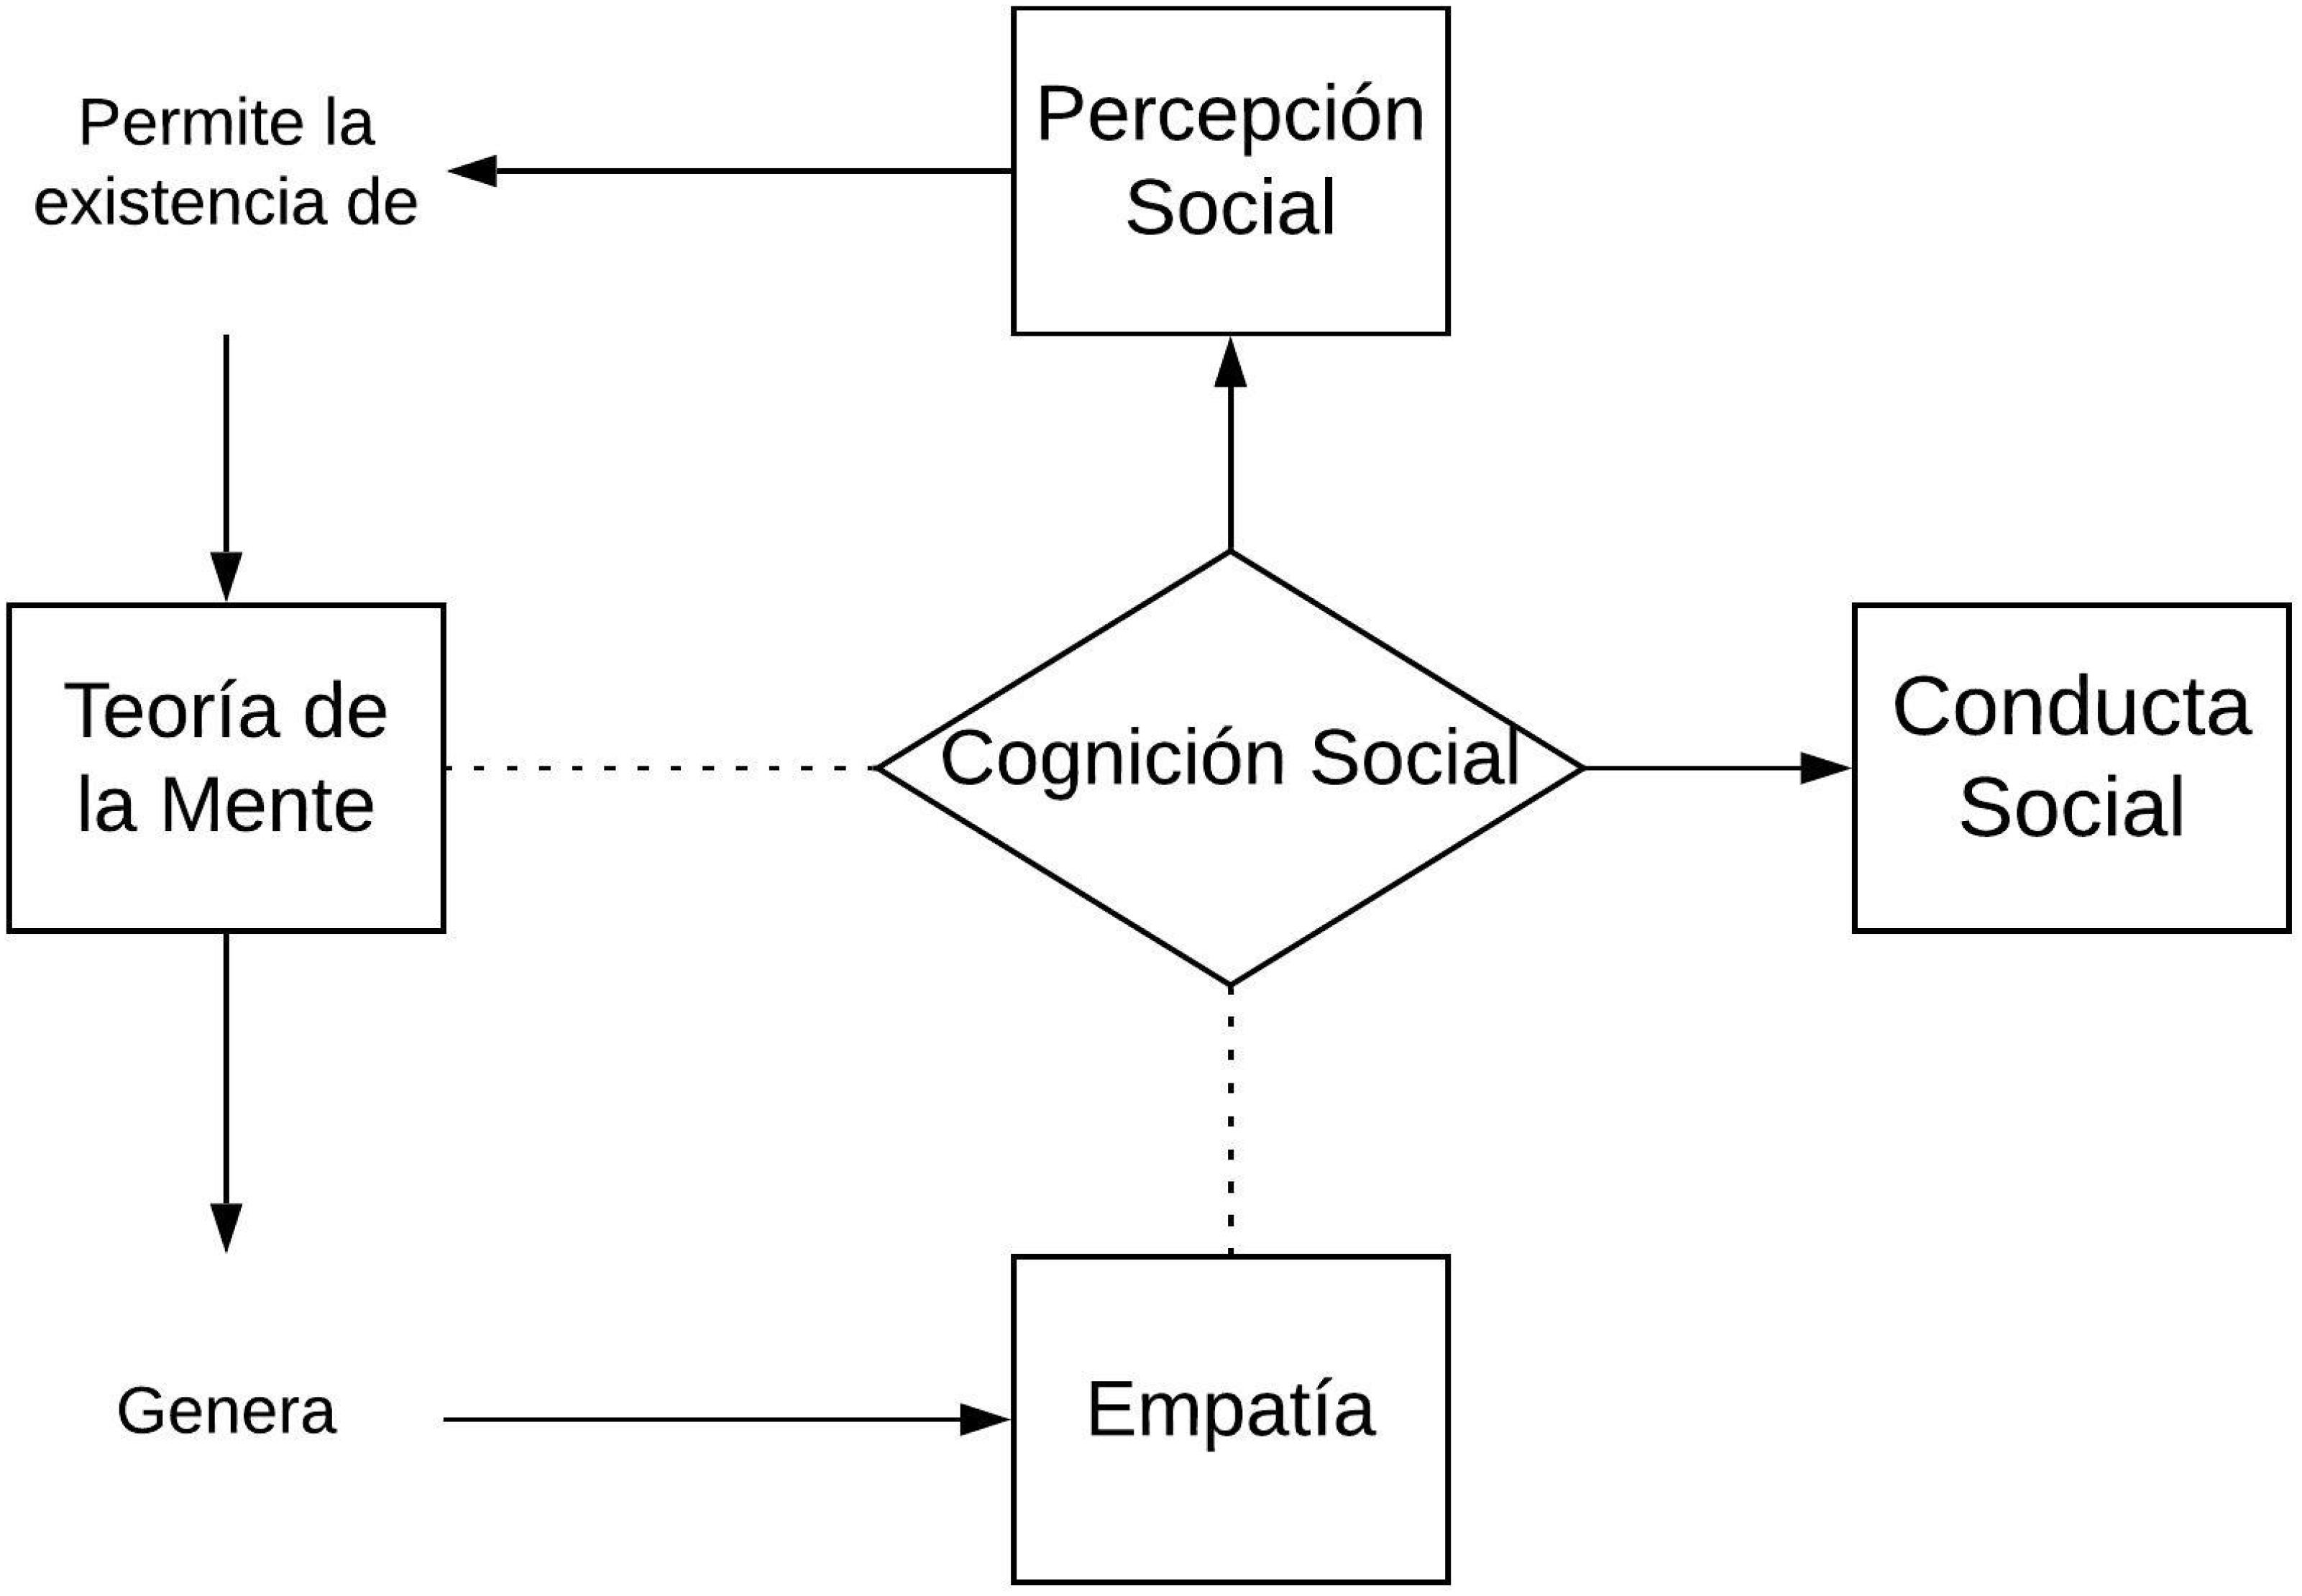 Percepción
Social
Permite la
existencia de
Teoría de
la Mente
Cognición Social
Conducta
Social
Genera
Empatía